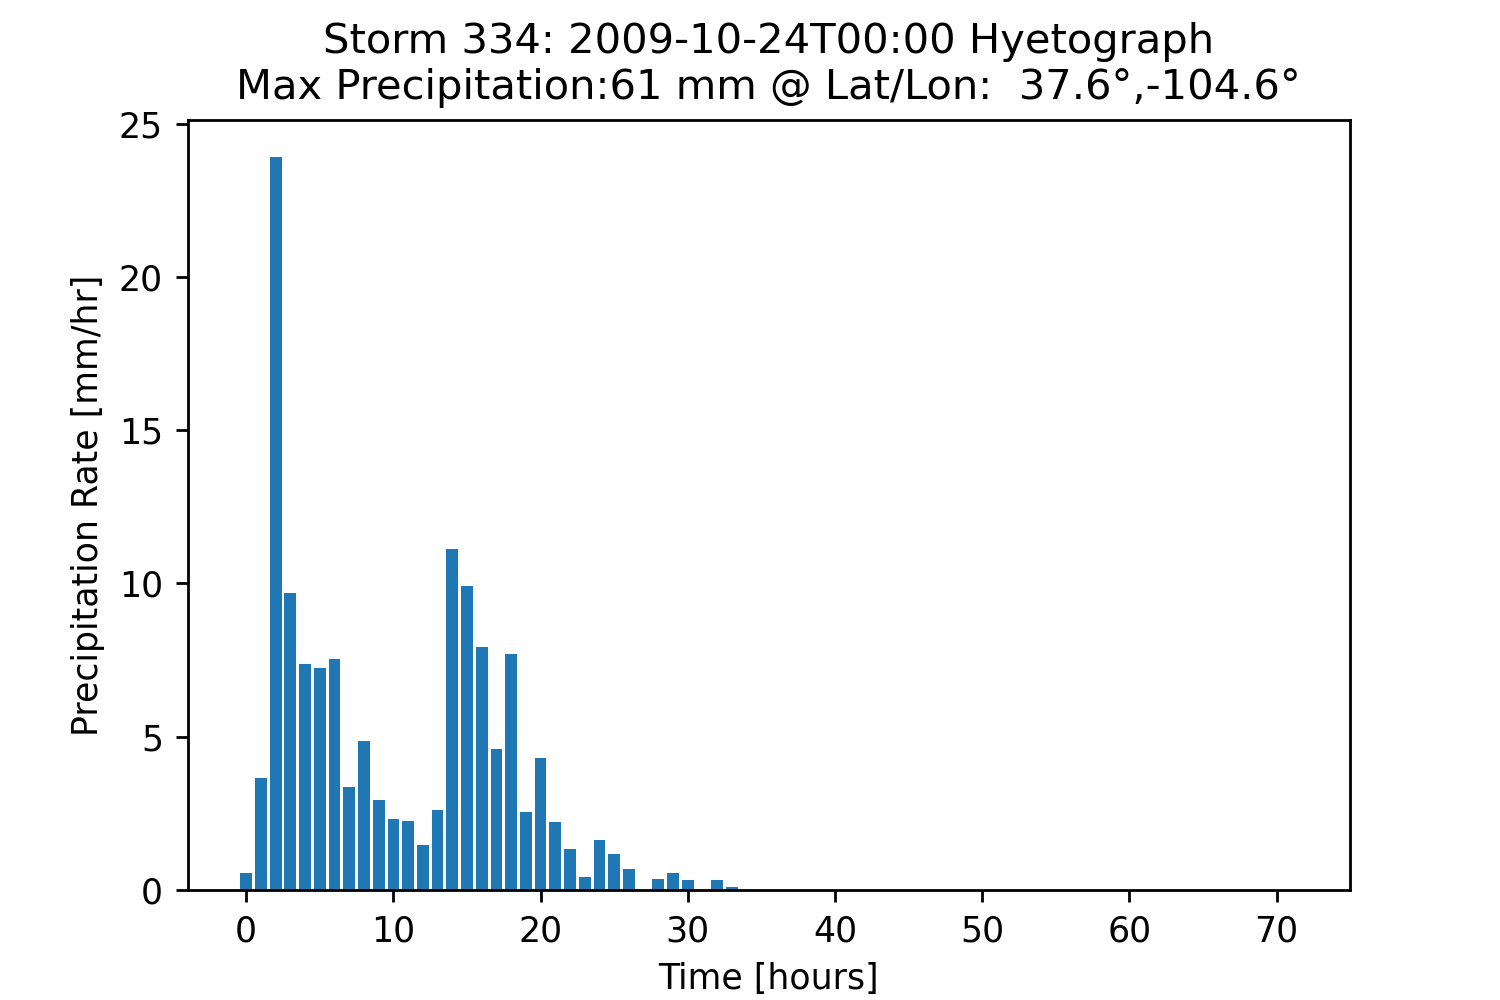 Storm 334: 2009-10-24T00:00 Hyetograph
Max Precipitation:61 mm @ Lat/Lon:  37.6°,-104.6°
25
20
15
10
5
0
Precipitation Rate [mm/hr]
0 10 20 30 40 50 60 70
Time [hours]